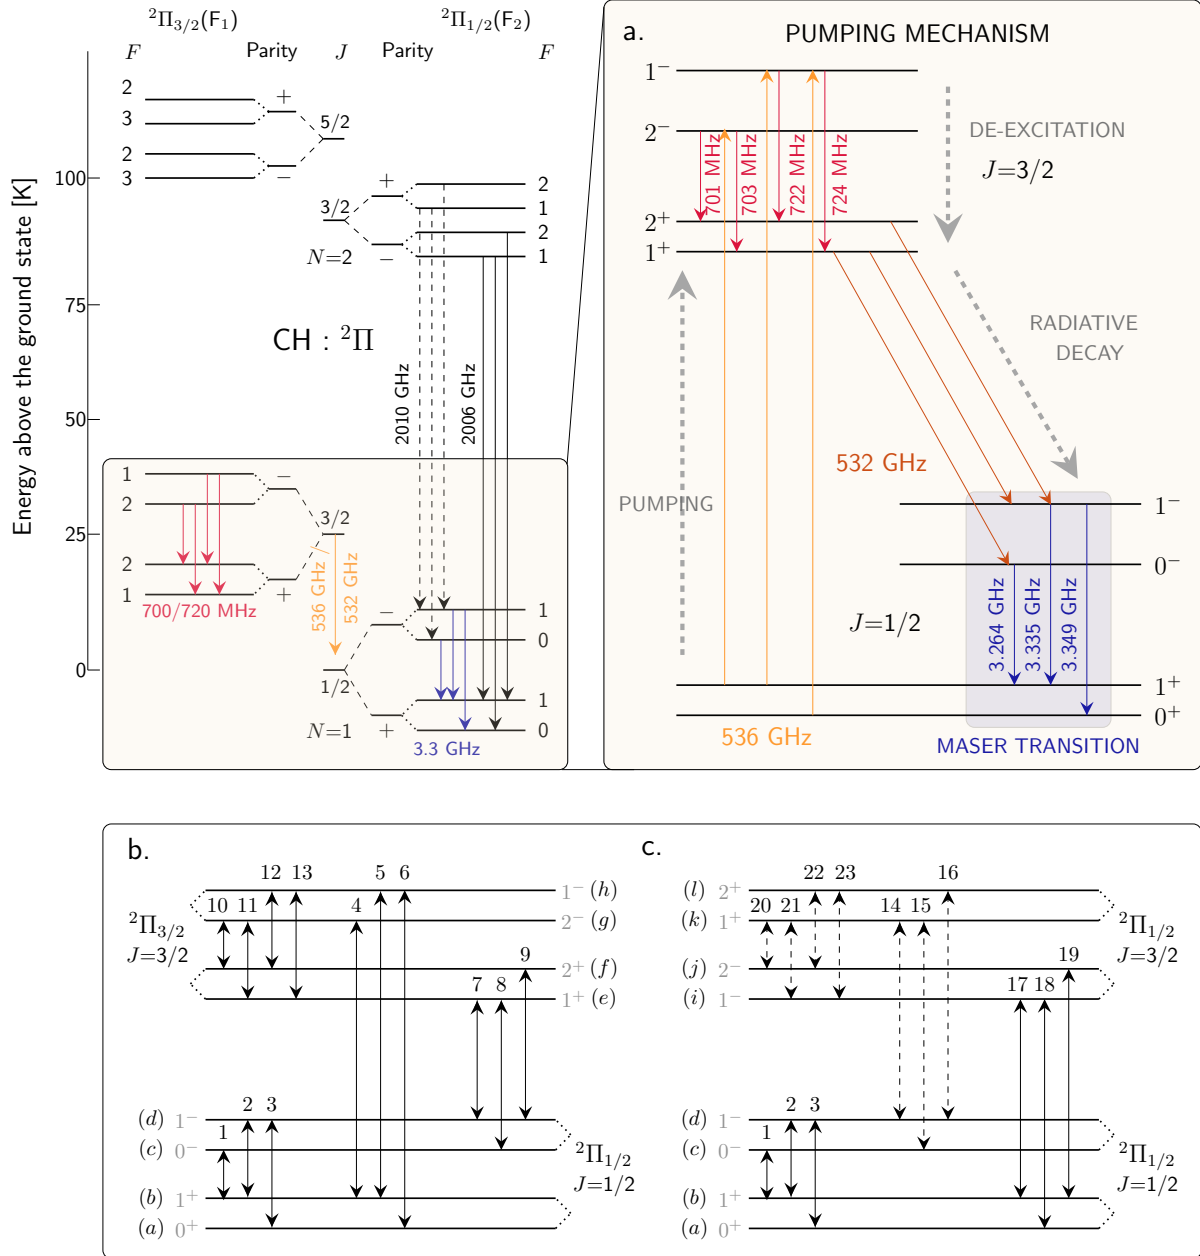 ²Π₃/₂(F₁) ²Π₁/₂(F₂)
F Parity J Parity F
2 +
3 5/2
2
3 −
100
+ 2
3/2 1
2
N=2 − 1
75
CH : ²Π
2010 GHz 2006 GHz
50
Energy above the ground state [K]
1 −
2 3/2
25
2
1 +
700/720 MHz
536 GHz /
532 GHz
− 1
0
0
1/2 1
N=1 + 0
3.3 GHz
a. PUMPING MECHANISM
1⁻
2⁻
DE-EXCITATION
J=3/2
701 MHz 703 MHz 722 MHz 724 MHz
2⁺
1⁺
RADIATIVE
DECAY
532 GHz
PUMPING
1⁻
0⁻
J=1/2
3.264 GHz 3.335 GHz 3.349 GHz
1⁺
0⁺
536 GHz
MASER TRANSITION
b.
12 13 5 6
1⁻ (h)
10 11 4
2⁻ (g)
²Π₃/₂
J=3/2
9
2⁺ (f)
7 8
1⁺ (e)
2 3
(d) 1⁻
1
(c) 0⁻
²Π₁/₂
J=1/2
(b) 1⁺
(a) 0⁺
c.
22 23 16
(l) 2⁺
20 21 14 15
(k) 1⁺
²Π₁/₂
J=3/2
19
(j) 2⁻
17 18
(i) 1⁻
2 3
(d) 1⁻
1
(c) 0⁻
²Π₁/₂
J=1/2
(b) 1⁺
(a) 0⁺